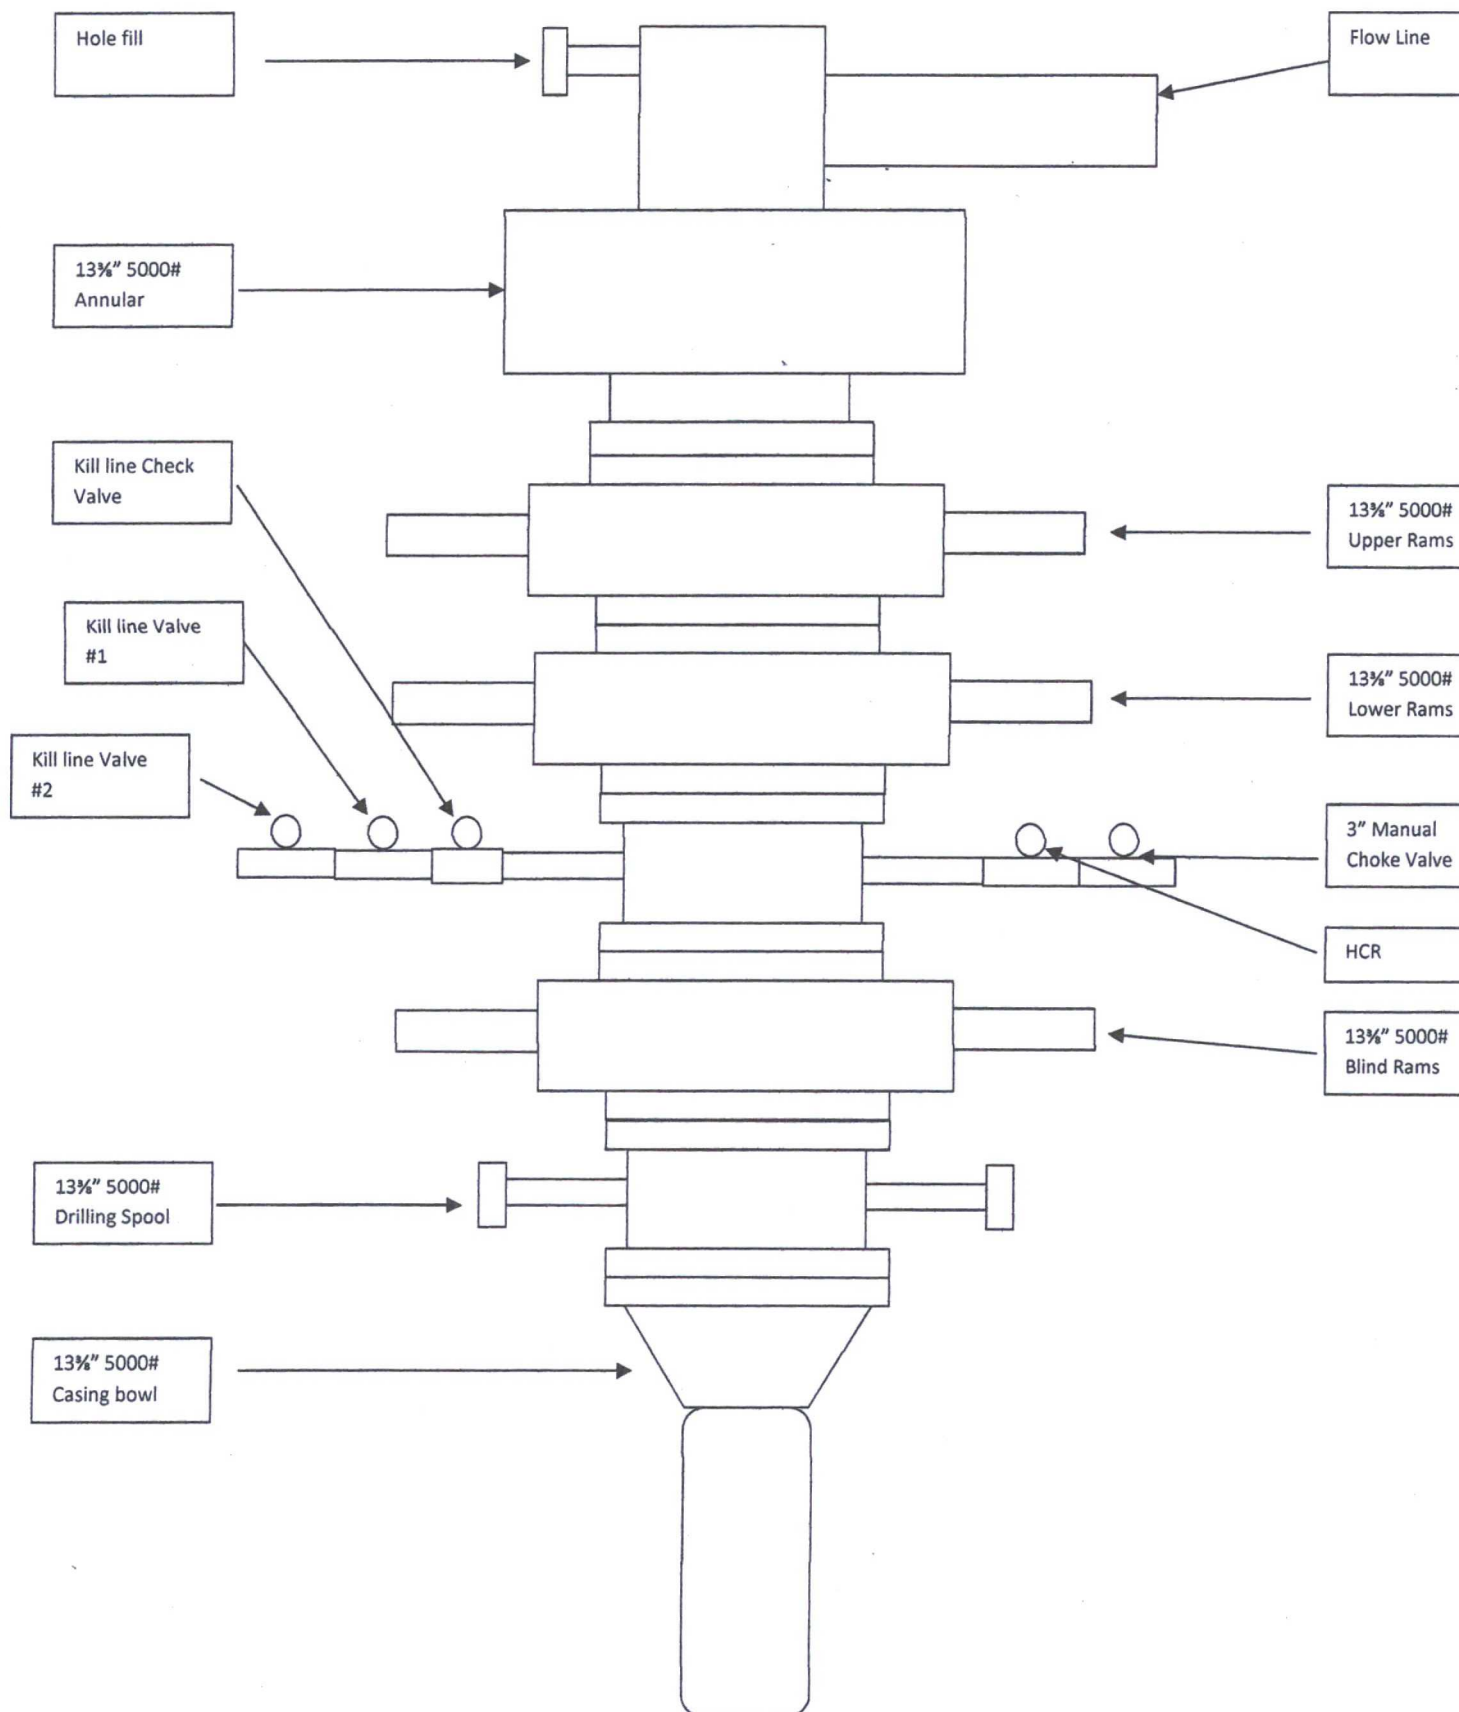 Hole fill
Flow Line
13⅝" 5000#
Annular
Kill line Check
Valve
13⅝" 5000#
Upper Rams
Kill line Valve
#1
13⅝" 5000#
Lower Rams
Kill line Valve
#2
3" Manual
Choke Valve
HCR
13⅝" 5000#
Blind Rams
13⅝" 5000#
Drilling Spool
13⅝" 5000#
Casing bowl